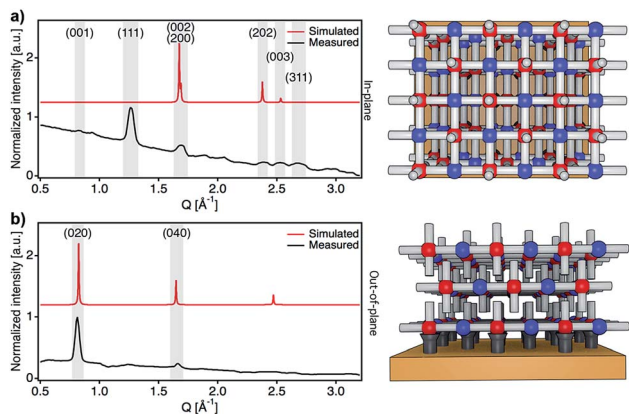 a)
(001)
(111)
(002)
200)
(202)
(003)
(311)
Simulated
Measured
Normalized intensity [a.u.]
2
1
0
0.5 1.0 1.5 2.0 2.5 3.0
Q [Å⁻¹]
In-plane
b)
(020)
(040)
Simulated
Measured
Normalized intensity [a.u.]
2
1
0
0.5 1.0 1.5 2.0 2.5 3.0
Q [Å⁻¹]
Out-of-plane